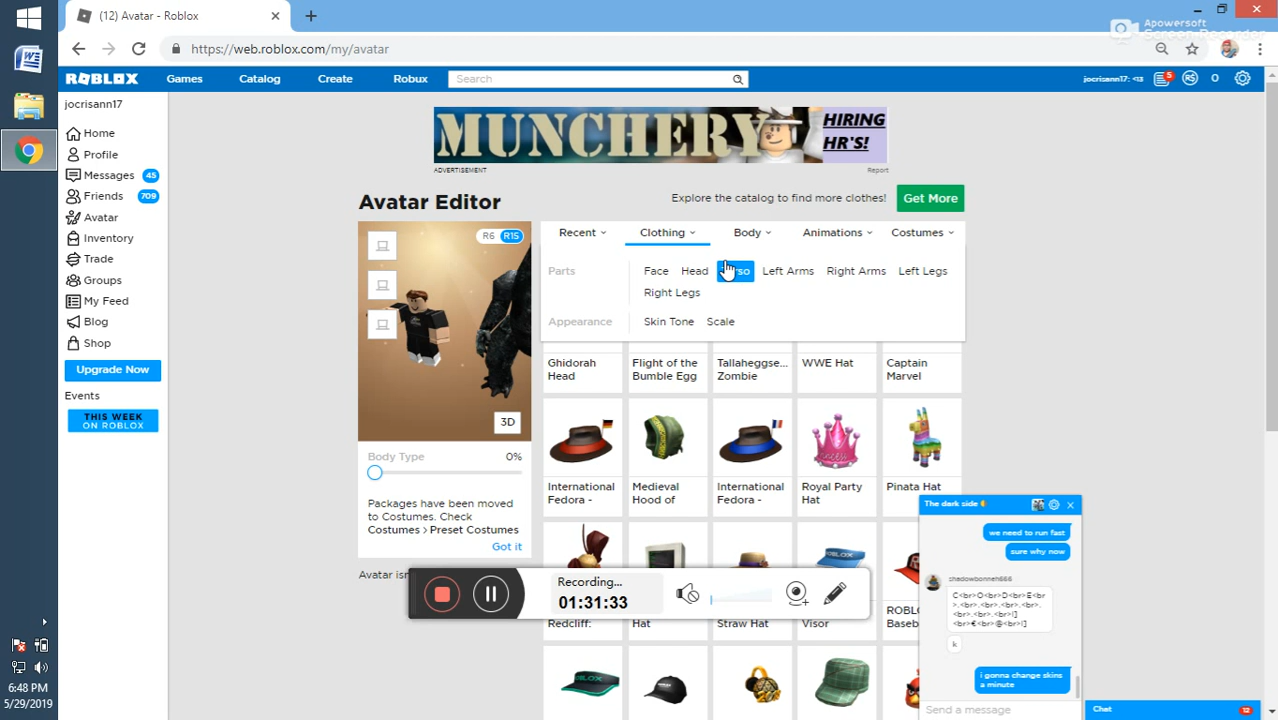 (12) Avatar - Roblox
Apowersoft
Screen Recorder
https://web.roblox.com/my/avatar
ROBLOX Games Catalog Create Robux Search jocrisann17: <13 5 0
jocrisann17
Home
Profile
Messages 45
Friends 709
Avatar
Inventory
Trade
Groups
My Feed
Blog
Shop
Upgrade Now
Events
THIS WEEK
ON ROBLOX
MUNCHERY HIRING
HR'S!
ADVERTISEMENT Report
Avatar Editor
Explore the catalog to find more clothes! Get More
R6 R15
3D
Body Type 0%
Packages have been moved
to Costumes. Check
Costumes > Preset Costumes
Got it
Recent Clothing Body Animations Costumes
Parts Face Head Left Arms Right Arms Left Legs
Right Legs
Appearance Skin Tone Scale
Ghidorah
Head
Flight of the
Bumble Egg
Tallaheggse...
Zombie
WWE Hat
Captain
Marvel
International
Fedora -
Medieval
Hood of
International
Fedora -
Royal Party
Hat
Pinata Hat
Redcliff:
Hat
Straw Hat
Visor
Recording...
01:31:33
The dark side
we need to run fast
sure why now
shadowbonneh666
k
i gonna change skins
a minute
Send a message
Chat 12
6:48 PM
5/29/2019